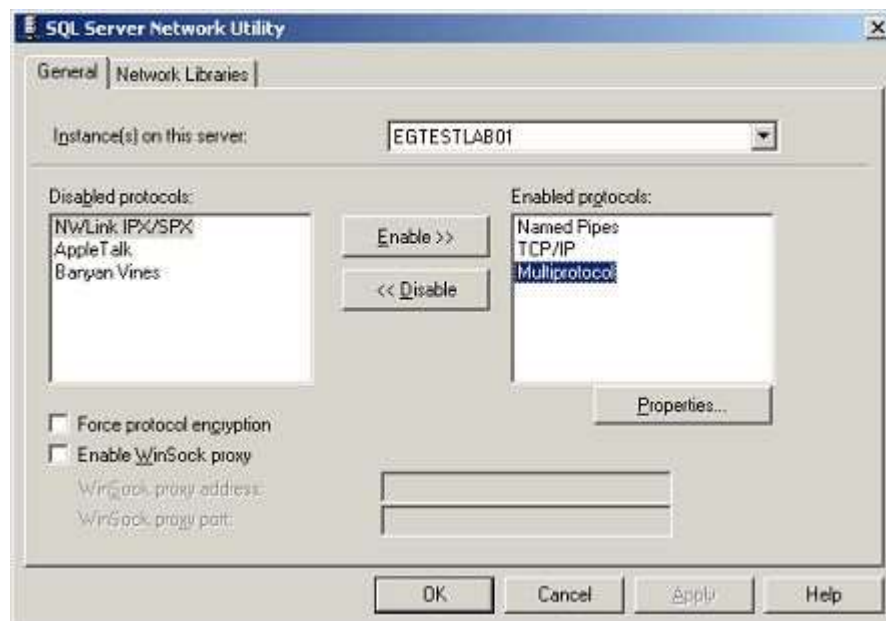 SQL Server Network Utility
General
Network Libraries
Instance(s) on this server:
EGTESTLAB01
Disabled protocols:
NWLink IPX/SPX
AppleTalk
Banyan Vines
Enable >>
<< Disable
Enabled protocols:
Named Pipes
TCP/IP
Multiprotocol
Properties...
Force protocol encryption
Enable WinSock proxy
WinSock proxy address:
WinSock proxy port:
OK
Cancel
Apply
Help